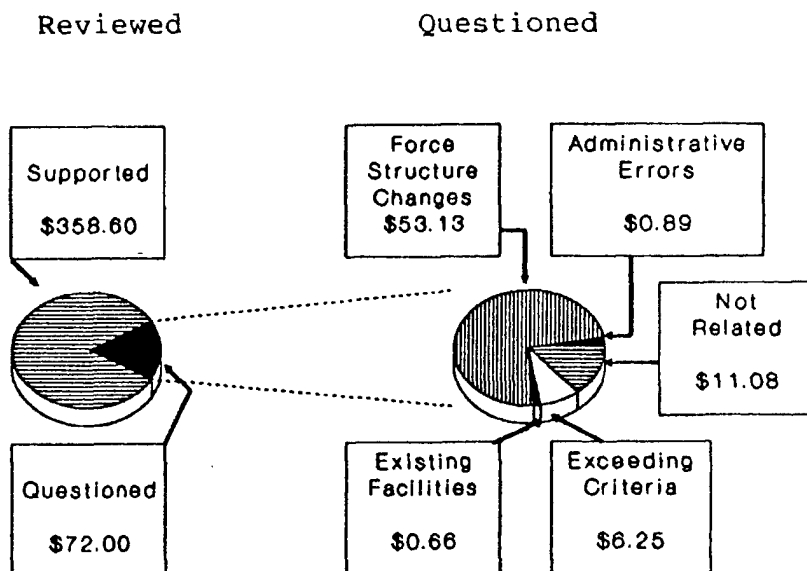 Reviewed
Questioned
Supported
$358.60
Force
Structure
Changes
$53.13
Administrative
Errors
$0.89
Not
Related
$11.08
Questioned
$72.00
Existing
Facilities
$0.66
Exceeding
Criteria
$6.25